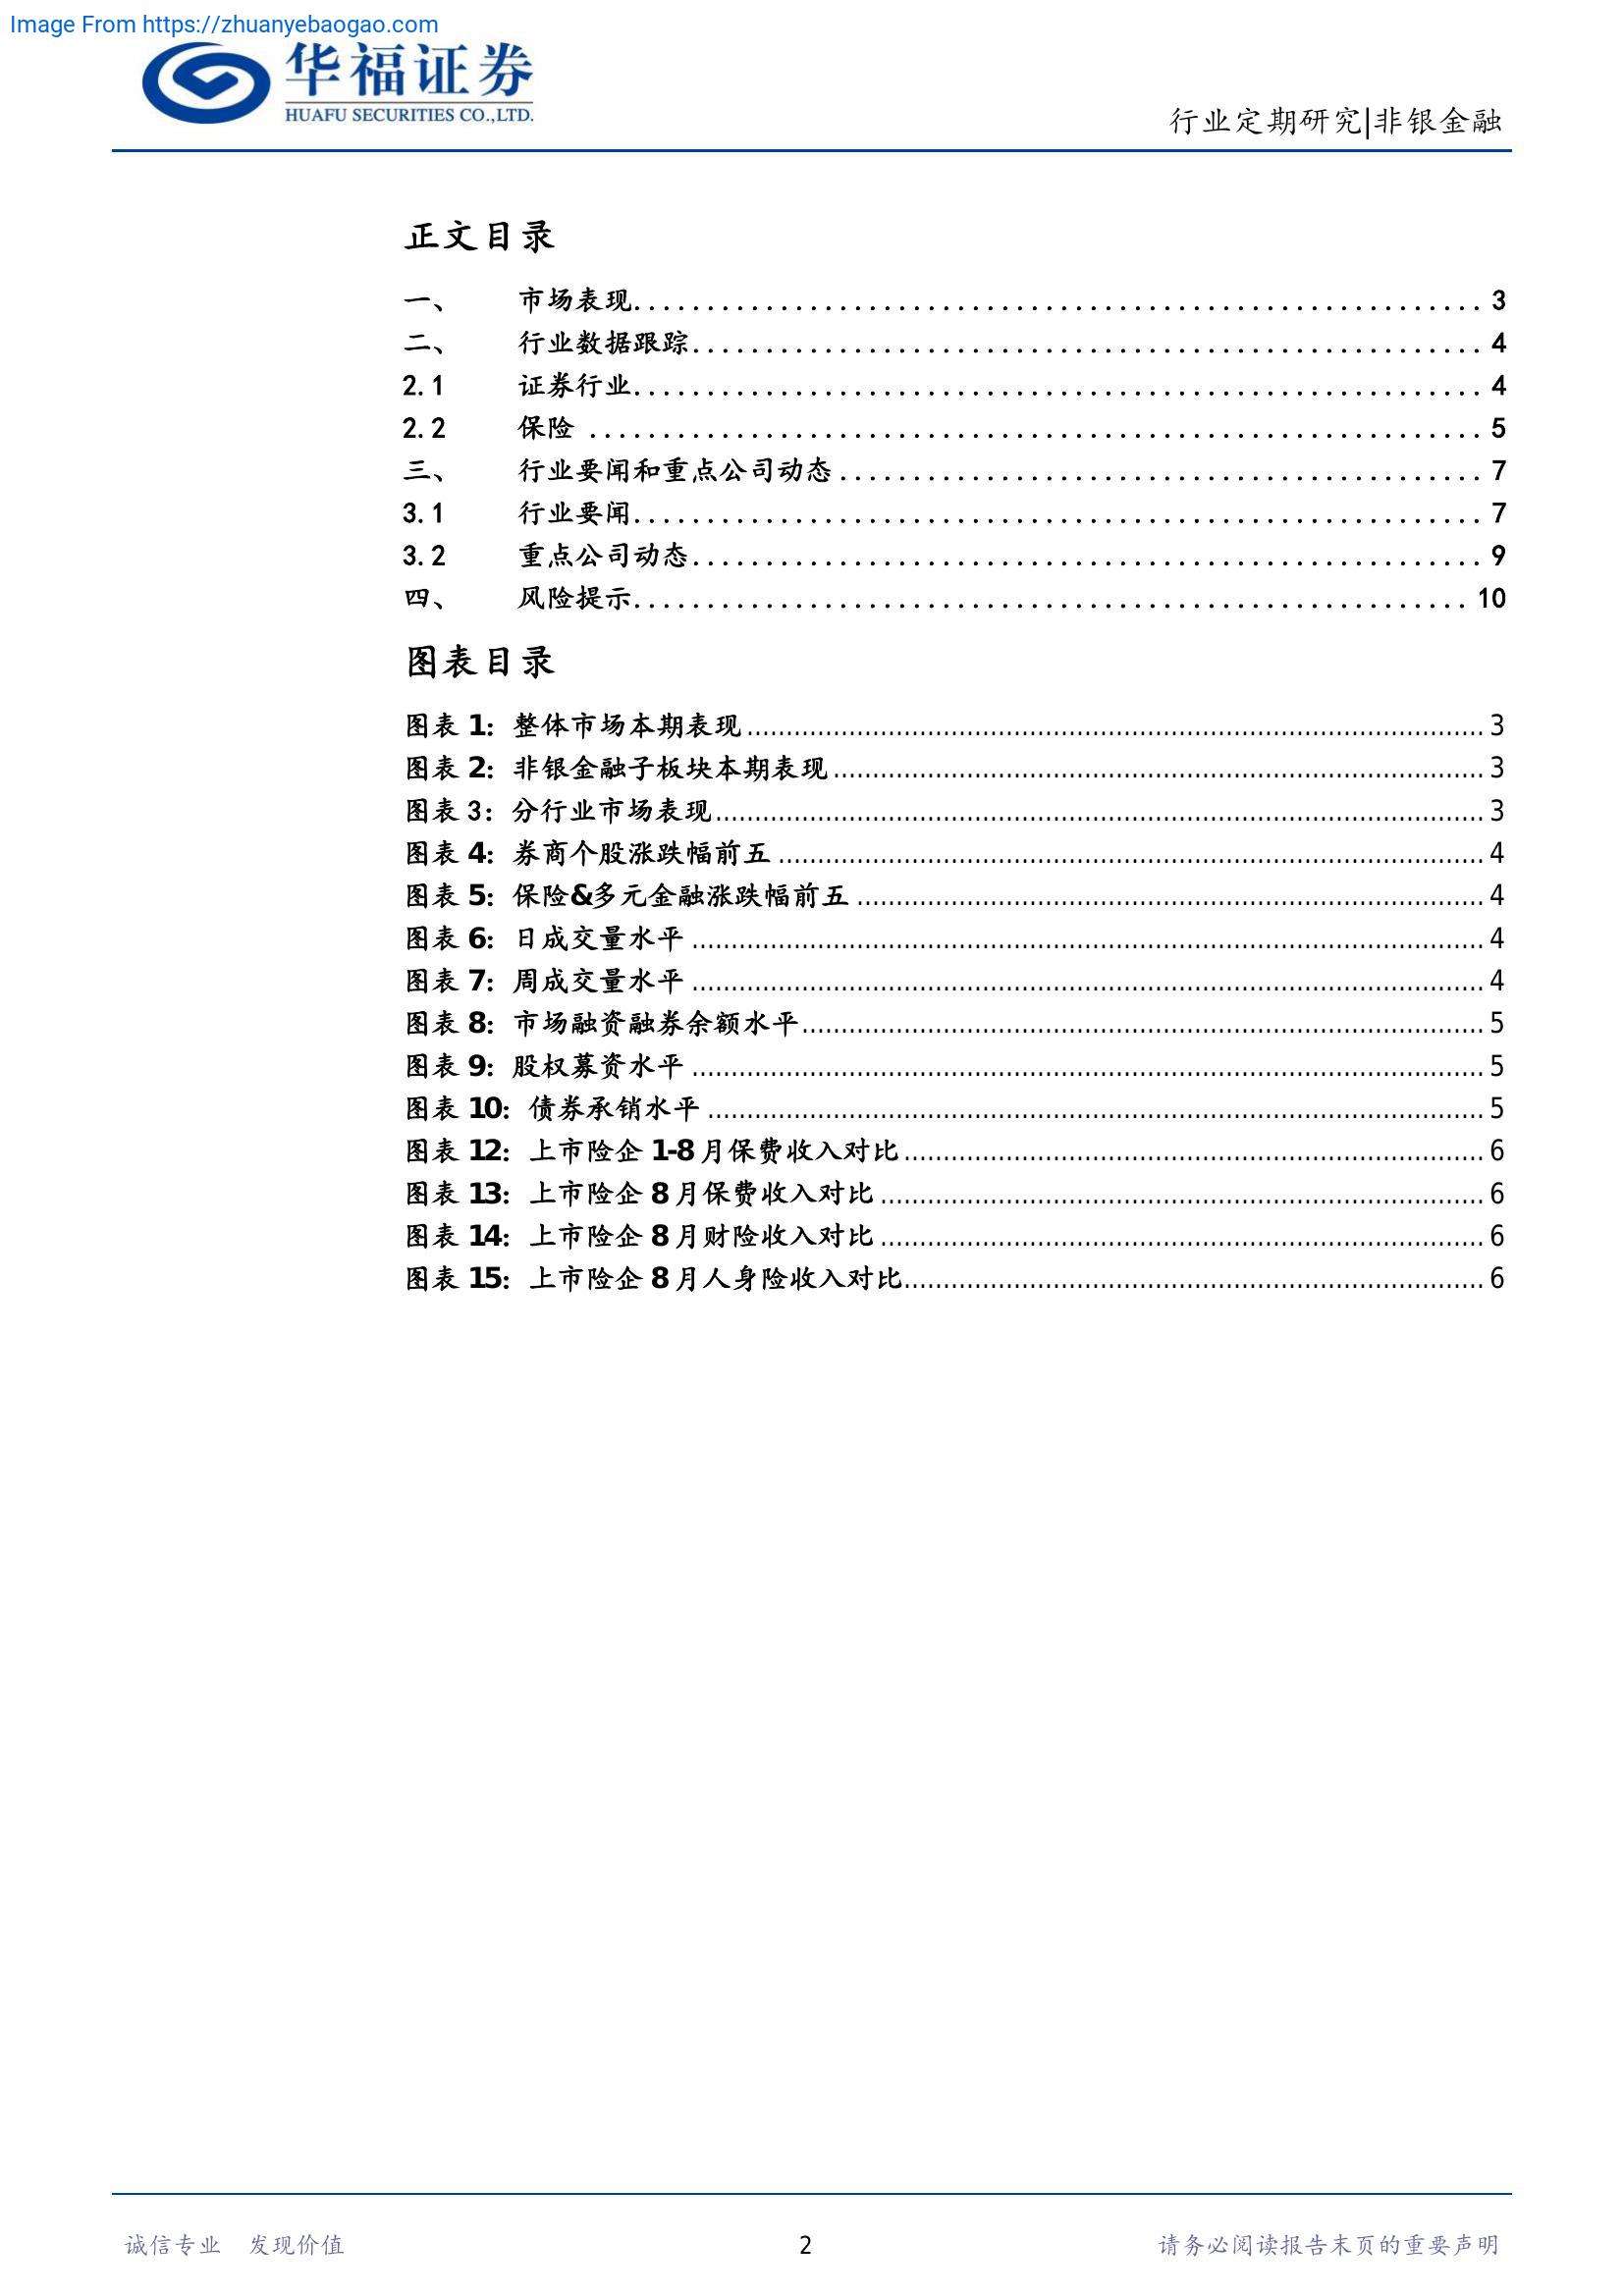 Image From https://zhuanyebaogao.com
华福证券
HUAFU SECURITIES CO.,LTD.
行业定期研究|非银金融
正文目录
一、 市场表现 3
二、 行业数据跟踪 4
2.1 证券行业 4
2.2 保险 5
三、 行业要闻和重点公司动态 7
3.1 行业要闻 7
3.2 重点公司动态 9
四、 风险提示 10
图表目录
图表 1: 整体市场本期表现 3
图表 2: 非银金融子板块本期表现 3
图表 3: 分行业市场表现 3
图表 4: 券商个股涨跌幅前五 4
图表 5: 保险&多元金融涨跌幅前五 4
图表 6: 日成交量水平 4
图表 7: 周成交量水平 4
图表 8: 市场融资融券余额水平 5
图表 9: 股权募资水平 5
图表 10: 债券承销水平 5
图表 12: 上市险企 1-8 月保费收入对比 6
图表 13: 上市险企 8 月保费收入对比 6
图表 14: 上市险企 8 月财险收入对比 6
图表 15: 上市险企 8 月人身险收入对比 6
诚信专业 发现价值
2
请务必阅读报告末页的重要声明